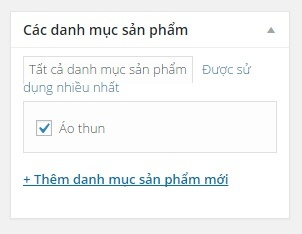 Các danh mục sản phẩm
Tất cả danh mục sản phẩm Được sử
dụng nhiều nhất
Áo thun
+ Thêm danh mục sản phẩm mới